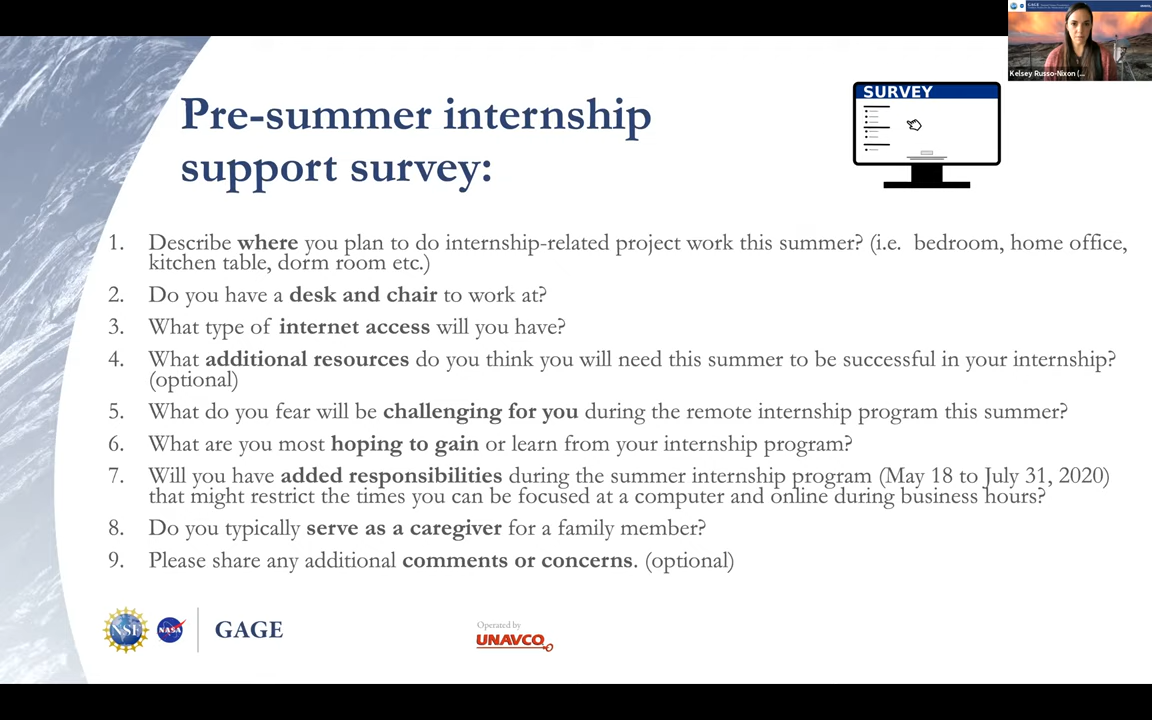 Kelsey Russo-Nixon (...
SURVEY
Pre-summer internship
support survey:
1. Describe where you plan to do internship-related project work this summer? (i.e. bedroom, home office,
kitchen table, dorm room etc.)
2. Do you have a desk and chair to work at?
3. What type of internet access will you have?
4. What additional resources do you think you will need this summer to be successful in your internship?
(optional)
5. What do you fear will be challenging for you during the remote internship program this summer?
6. What are you most hoping to gain or learn from your internship program?
7. Will you have added responsibilities during the summer internship program (May 18 to July 31, 2020)
that might restrict the times you can be focused at a computer and online during business hours?
8. Do you typically serve as a caregiver for a family member?
9. Please share any additional comments or concerns. (optional)
NSF
NASA
GAGE
Operated by
UNAVCO